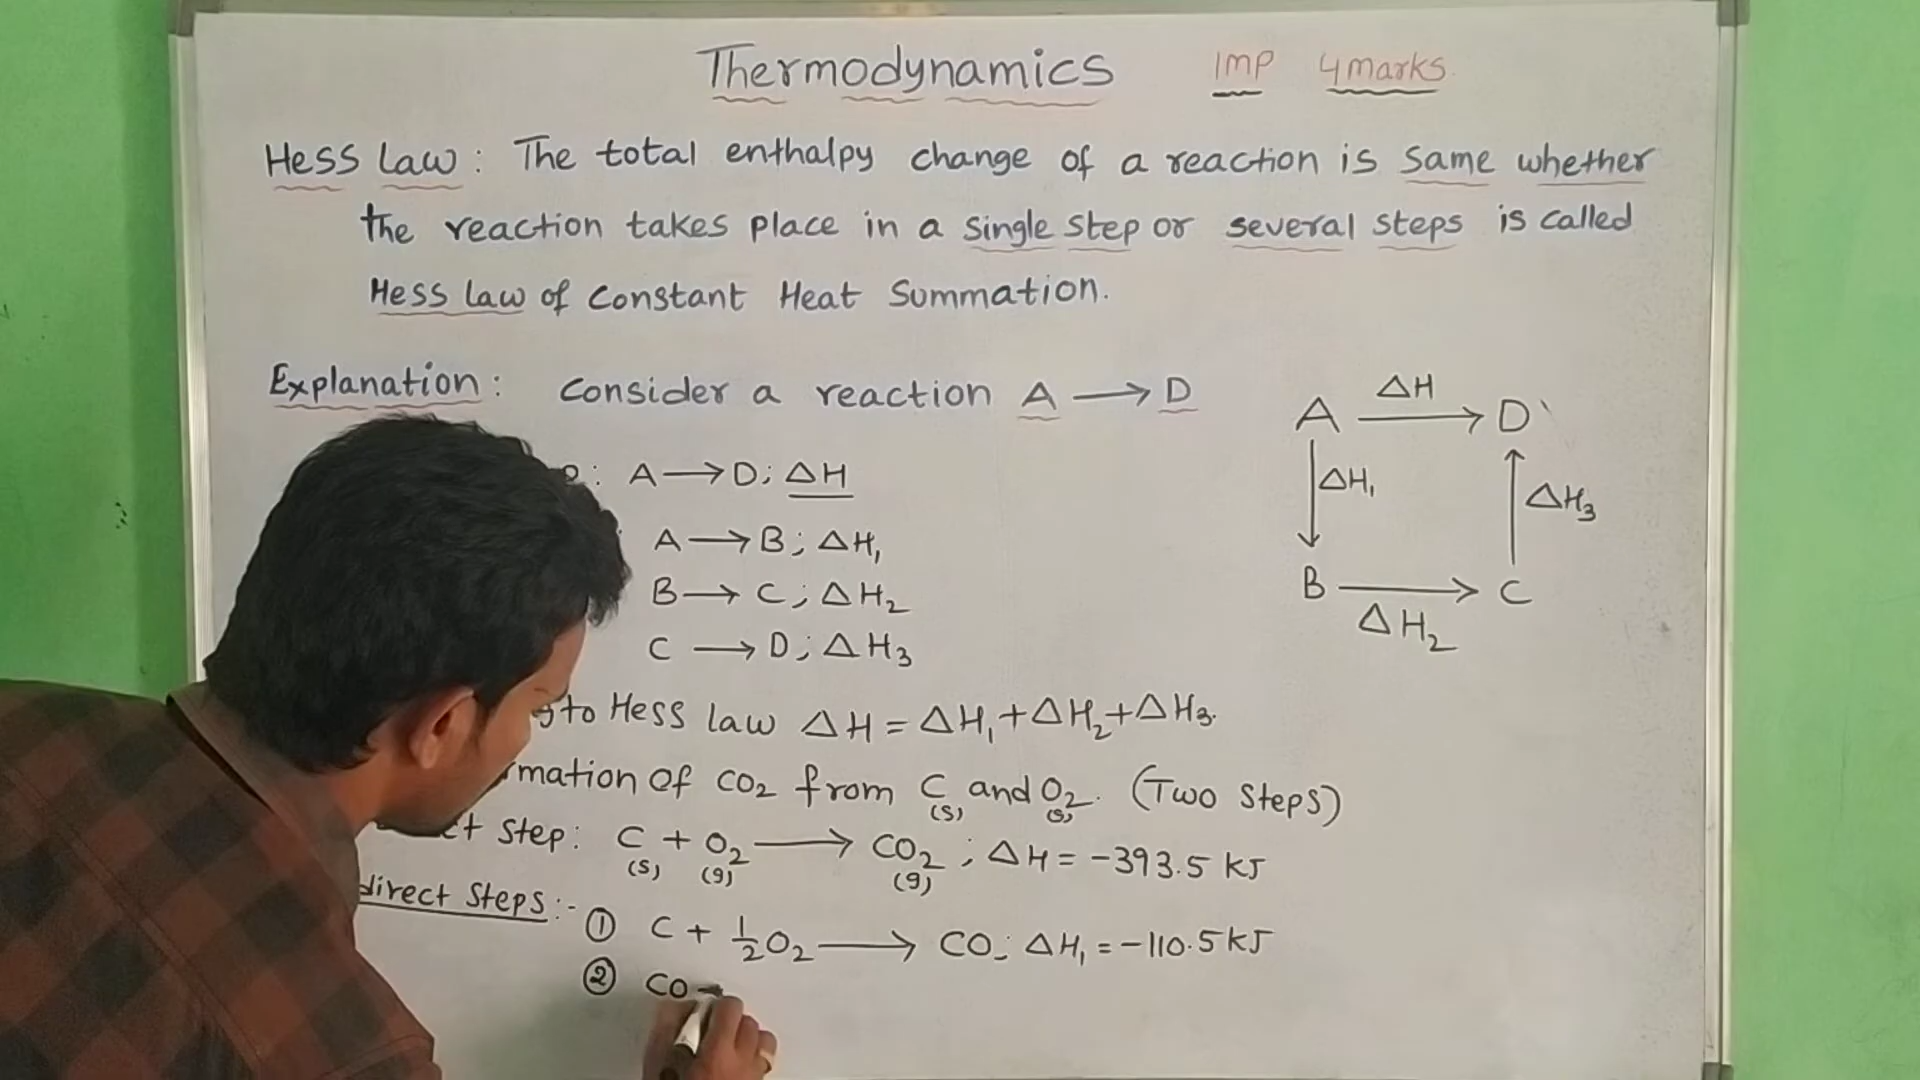 Thermodynamics IMP 4marks.
Hess Law : The total enthalpy change of a reaction is same whether
the reaction takes place in a single step or several steps is called
Hess law of constant Heat Summation.
Explanation : Consider a reaction A ⟶ D
: A ⟶ D ; ΔH
A ⟶ B ; ΔH₁
B ⟶ C ; ΔH₂
C ⟶ D ; ΔH₃
A ΔH ⟶ D
ΔH₁ ΔH₃
B ⟶ C
ΔH₂
to Hess law ΔH = ΔH₁ + ΔH₂ + ΔH₃.
mation of CO₂ from C(s) and O₂. (Two steps)
ct step : C(s) + O₂(g) ⟶ CO₂(g) ; ΔH = -393.5 KJ
direct steps :-
① C + ½O₂ ⟶ CO ; ΔH₁ = -110.5 KJ
② CO